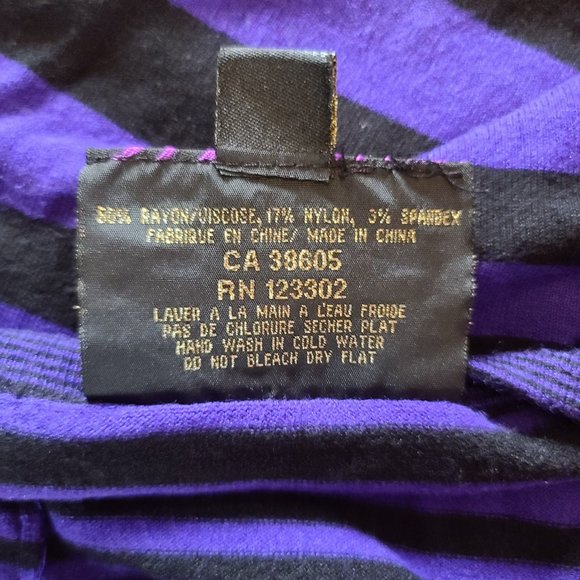 80% RAYON/VISCOSE, 17% NYLON, 3% SPANDEX
FABRIQUE EN CHINE/ MADE IN CHINA
CA 38605
RN 123302
LAVER A LA MAIN A L'EAU FROIDE
PAS DE CHLORURE SECHER PLAT
HAND WASH IN COLD WATER
DO NOT BLEACH DRY FLAT